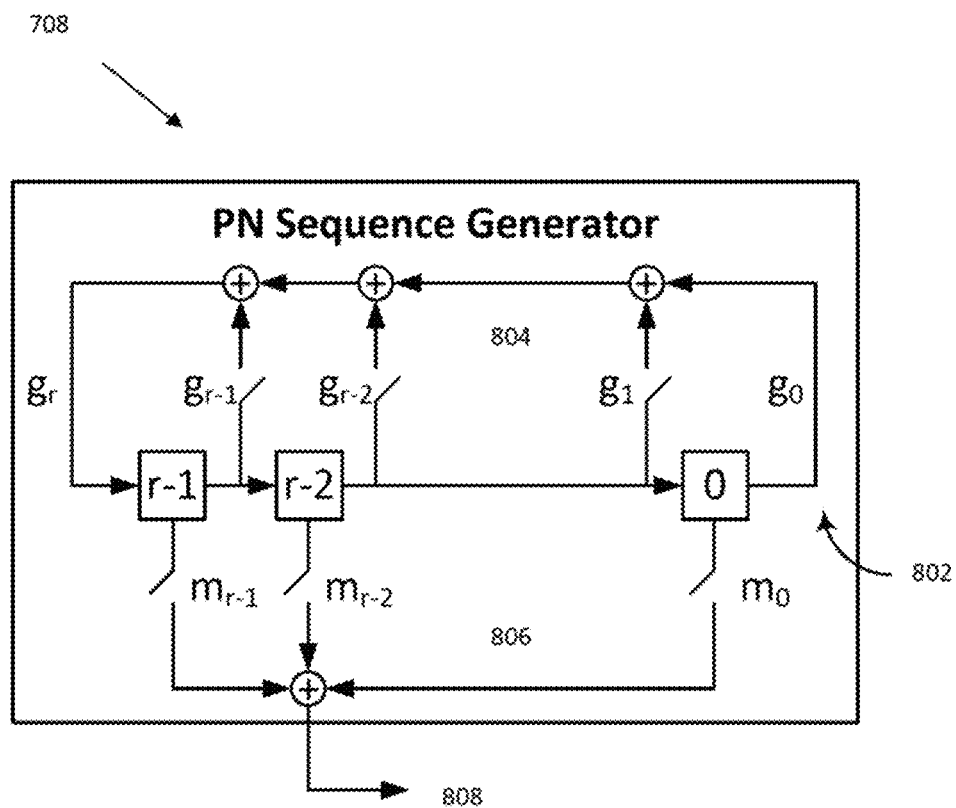 708
PN Sequence Generator
+ + +
804
gᵣ gᵣ₋₁ gᵣ₋₂ g₁ g₀
r-1 r-2 0
802
mᵣ₋₁ mᵣ₋₂ m₀
806
+
808